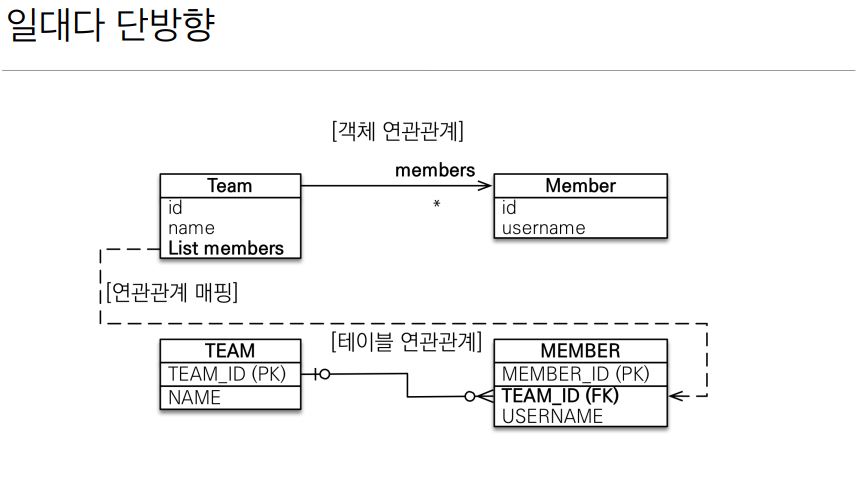 일대다 단방향
[객체 연관관계]
members
Team
Member
*
id
name
List members
id
username
[연관관계 매핑]
[테이블 연관관계]
TEAM
TEAM_ID (PK)
NAME
MEMBER
MEMBER_ID (PK)
TEAM_ID (FK)
USERNAME